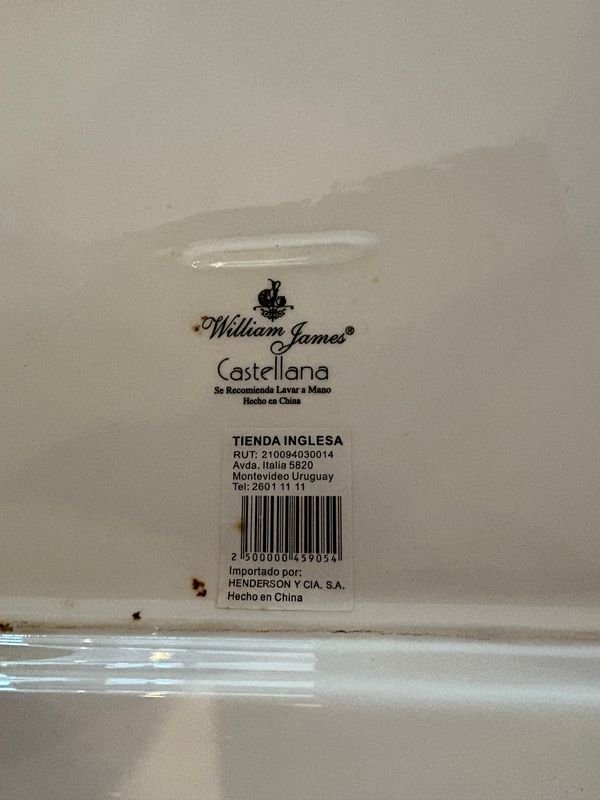 William James®
Castellana
Se Recomienda Lavar a Mano
Hecho en China
TIENDA INGLESA
RUT: 210094030014
Avda. Italia 5820
Montevideo Uruguay
Tel: 2601 11 11
2 500000 459054
Importado por:
HENDERSON Y CIA. S.A.
Hecho en China